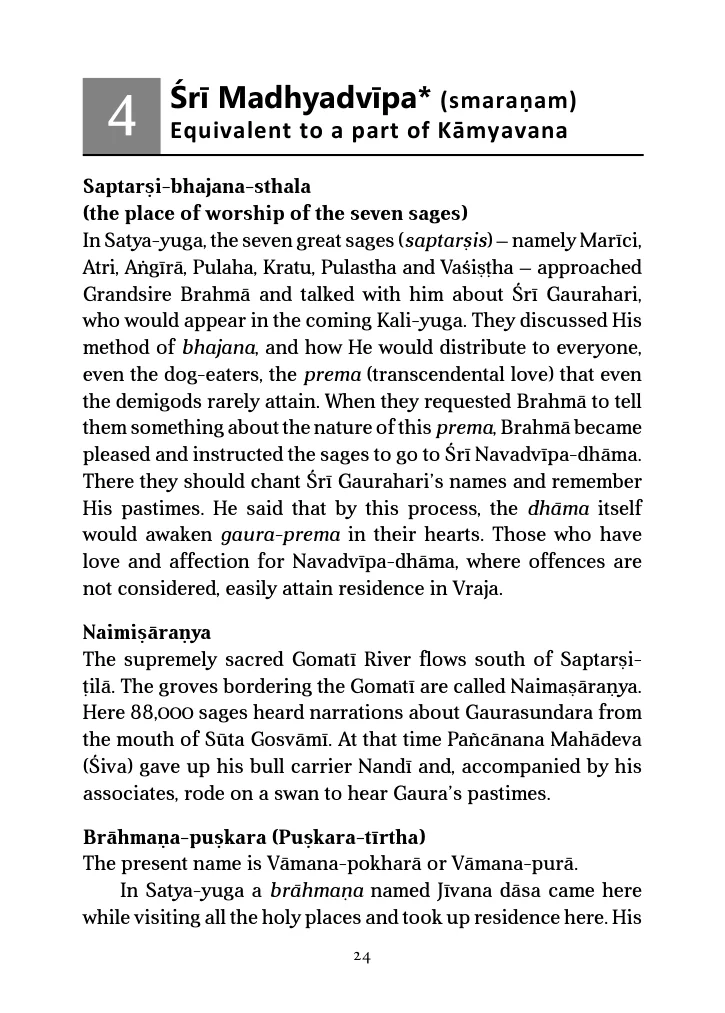 4
Śrī Madhyadvīpa* (smaraṇam)
Equivalent to a part of Kāmyavana
Saptarṣi-bhajana-sthala
(the place of worship of the seven sages)
In Satya-yuga, the seven great sages (saptarṣis) – namely Marīci,
Atri, Aṅgīrā, Pulaha, Kratu, Pulastha and Vaśiṣṭha – approached
Grandsire Brahmā and talked with him about Śrī Gaurahari,
who would appear in the coming Kali-yuga. They discussed His
method of bhajana, and how He would distribute to everyone,
even the dog-eaters, the prema (transcendental love) that even
the demigods rarely attain. When they requested Brahmā to tell
them something about the nature of this prema, Brahmā became
pleased and instructed the sages to go to Śrī Navadvīpa-dhāma.
There they should chant Śrī Gaurahari’s names and remember
His pastimes. He said that by this process, the dhāma itself
would awaken gaura-prema in their hearts. Those who have
love and affection for Navadvīpa-dhāma, where offences are
not considered, easily attain residence in Vraja.
Naimiṣāraṇya
The supremely sacred Gomatī River flows south of Saptarṣi-
ṭilā. The groves bordering the Gomatī are called Naimaṣāraṇya.
Here 88,000 sages heard narrations about Gaurasundara from
the mouth of Sūta Gosvāmī. At that time Pañcānana Mahādeva
(Śiva) gave up his bull carrier Nandī and, accompanied by his
associates, rode on a swan to hear Gaura’s pastimes.
Brāhmaṇa-puṣkara (Puṣkara-tīrtha)
The present name is Vāmana-pokharā or Vāmana-purā.
In Satya-yuga a brāhmaṇa named Jīvana dāsa came here
while visiting all the holy places and took up residence here. His
24